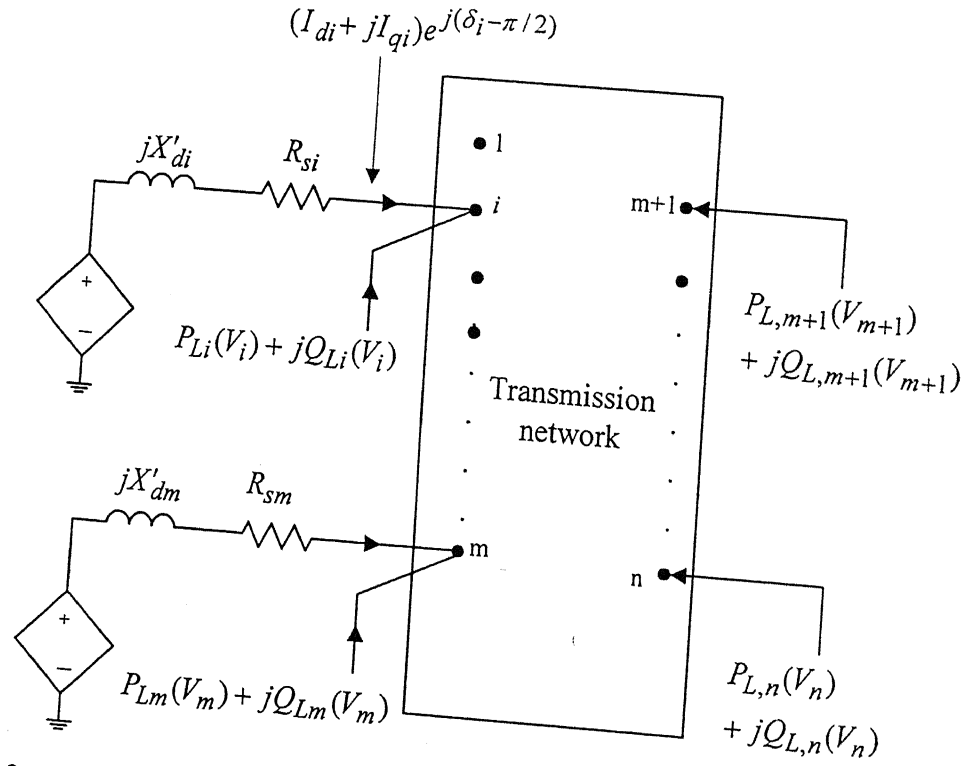 (I_{di} + jI_{qi})e^{j(δ_i−π/2)}
1
jX'_{di}
R_{si}
i
m+1
+
−
P_{Li}(V_i) + jQ_{Li}(V_i)
P_{L,m+1}(V_{m+1})
+ jQ_{L,m+1}(V_{m+1})
Transmission
network
jX'_{dm}
R_{sm}
m
n
+
−
P_{Lm}(V_m) + jQ_{Lm}(V_m)
P_{L,n}(V_n)
+ jQ_{L,n}(V_n)